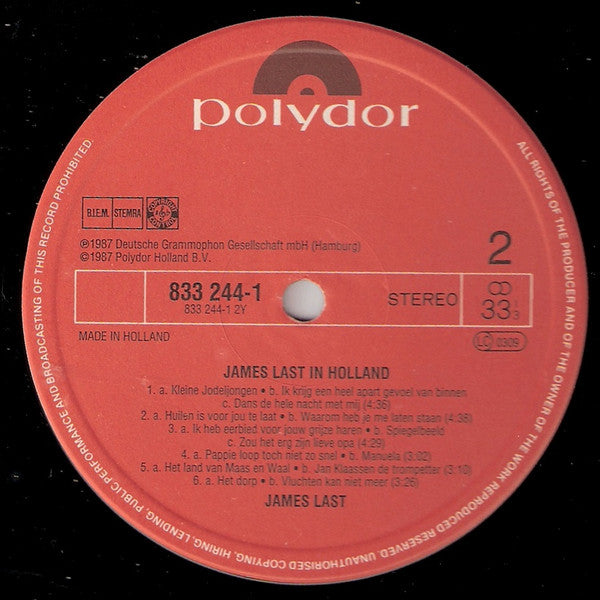 polydor
B.I.E.M. STEMRA COPYRIGHT CONTROL
℗1987 Deutsche Grammophon Gesellschaft mbH (Hamburg)
©1987 Polydor Holland B.V.
2
833 244-1
833 244-1 2Y
STEREO
33 3
MADE IN HOLLAND
LC 0309
JAMES LAST IN HOLLAND
1. a. Kleine Jodeljongen • b. Ik krijg een heel apart gevoel van binnen
c. Dans de hele nacht met mij (4:36)
2. a. Huilen is voor jou te laat • b. Waarom heb je me laten staan (4:38)
3. a. Ik heb eerbied voor jouw grijze haren • b. Spiegelbeeld
c. Zou het erg zijn lieve opa (4:29)
4. a. Pappie loop toch niet zo snel • b. Manuela (3:02)
5. a. Het land van Maas en Waal • b. Jan Klaassen de trompetter (3:10)
6. a. Het dorp • b. Vluchten kan niet meer (3:26)
JAMES LAST
ALL RIGHTS OF THE PRODUCER AND OF THE OWNER OF THE WORK REPRODUCED RESERVED. UNAUTHORISED COPYING, HIRING, LENDING, PUBLIC PERFORMANCE AND BROADCASTING OF THIS RECORD PROHIBITED.